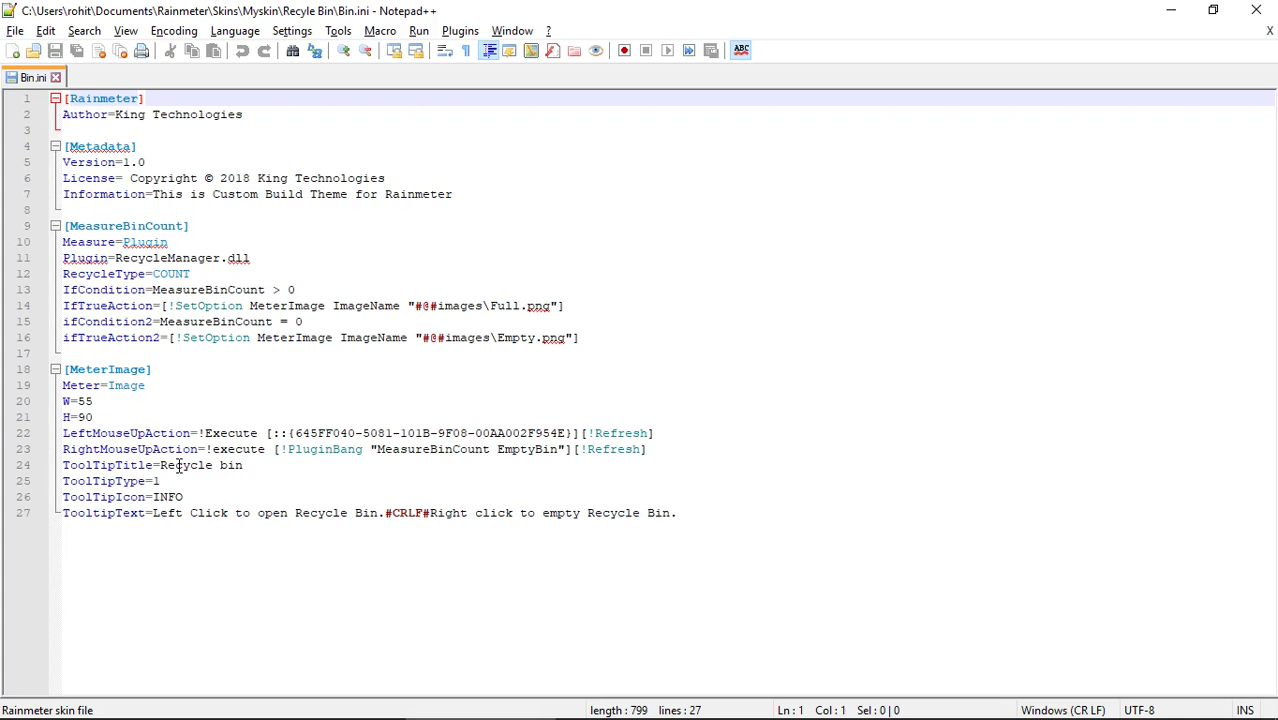 C:\Users\rohit\Documents\Rainmeter\Skins\Myskin\Recyle Bin\Bin.ini - Notepad++
File Edit Search View Encoding Language Settings Tools Macro Run Plugins Window ? X
ABC
Bin.ini
1 [Rainmeter]
2 Author=King Technologies
3
4 [Metadata]
5 Version=1.0
6 License= Copyright © 2018 King Technologies
7 Information=This is Custom Build Theme for Rainmeter
8
9 [MeasureBinCount]
10 Measure=Plugin
11 Plugin=RecycleManager.dll
12 RecycleType=COUNT
13 IfCondition=MeasureBinCount > 0
14 IfTrueAction=[!SetOption MeterImage ImageName "#@#images\Full.png"]
15 ifCondition2=MeasureBinCount = 0
16 ifTrueAction2=[!SetOption MeterImage ImageName "#@#images\Empty.png"]
17
18 [MeterImage]
19 Meter=Image
20 W=55
21 H=90
22 LeftMouseUpAction=!Execute [::{645FF040-5081-101B-9F08-00AA002F954E}][!Refresh]
23 RightMouseUpAction=!execute [!PluginBang "MeasureBinCount EmptyBin"][!Refresh]
24 ToolTipTitle=Recycle bin
25 ToolTipType=1
26 ToolTipIcon=INFO
27 TooltipText=Left Click to open Recycle Bin.#CRLF#Right click to empty Recycle Bin.
Rainmeter skin file length : 799 lines : 27 Ln : 1 Col : 1 Sel : 0 | 0 Windows (CR LF) UTF-8 INS